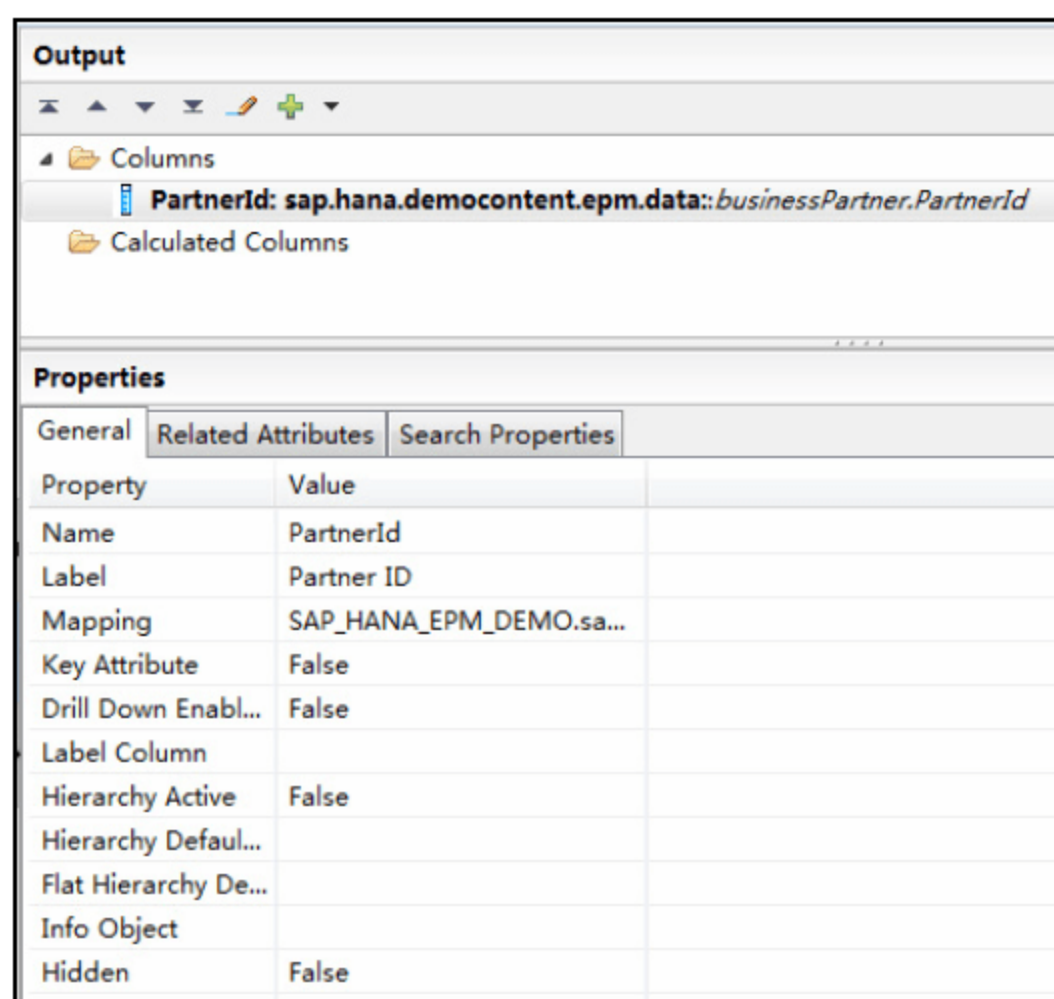 Output
Columns
PartnerId: sap.hana.democontent.epm.data::businessPartner.PartnerId
Calculated Columns
Properties
General Related Attributes Search Properties
Property Value
Name PartnerId
Label Partner ID
Mapping SAP_HANA_EPM_DEMO.sa...
Key Attribute False
Drill Down Enabl... False
Label Column
Hierarchy Active False
Hierarchy Defaul...
Flat Hierarchy De...
Info Object
Hidden False